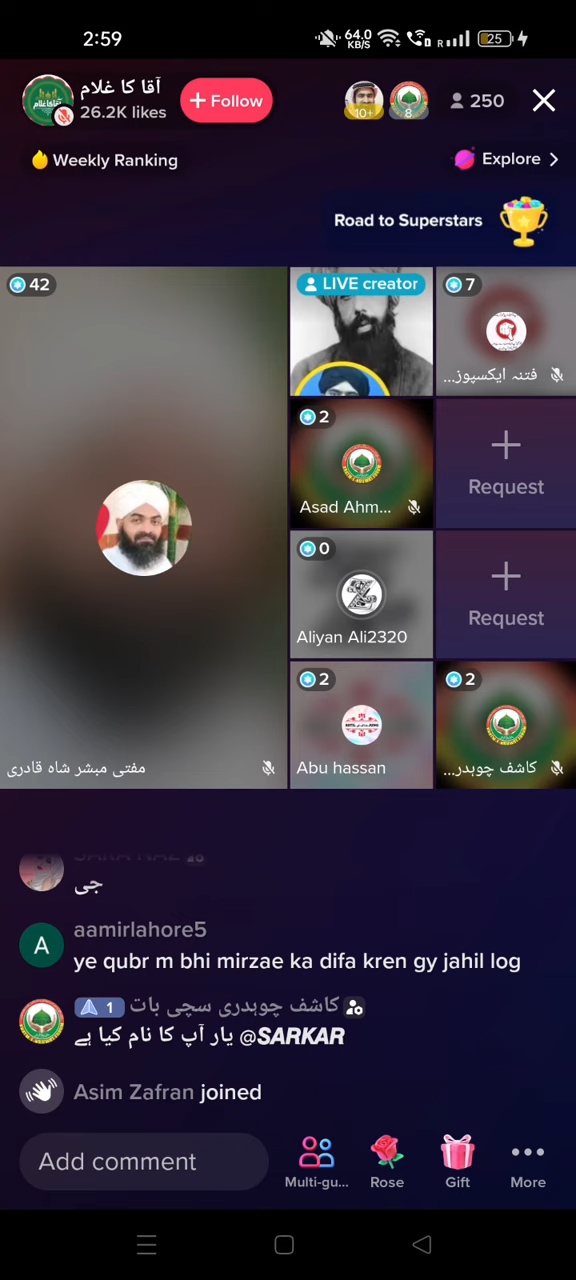 2:59
64.0
KB/S
R
25
آقا کا غلام
26.2K likes
+ Follow
10+
8
250
Weekly Ranking
Explore
Road to Superstars
42
LIVE creator
7
فتنہ ایکسپوز...
2
Asad Ahm...
Request
0
Aliyan Ali2320
Request
2
Abu hassan
2
کاشف چوہدر...
مفتی مبشر شاہ قادری
جی
A
aamirlahore5
ye qubr m bhi mirzae ka difa kren gy jahil log
1 کاشف چوہدری سچی بات
@SARKAR یار آپ کا نام کیا ہے
Asim Zafran joined
Add comment
Multi-gu...
Rose
Gift
More